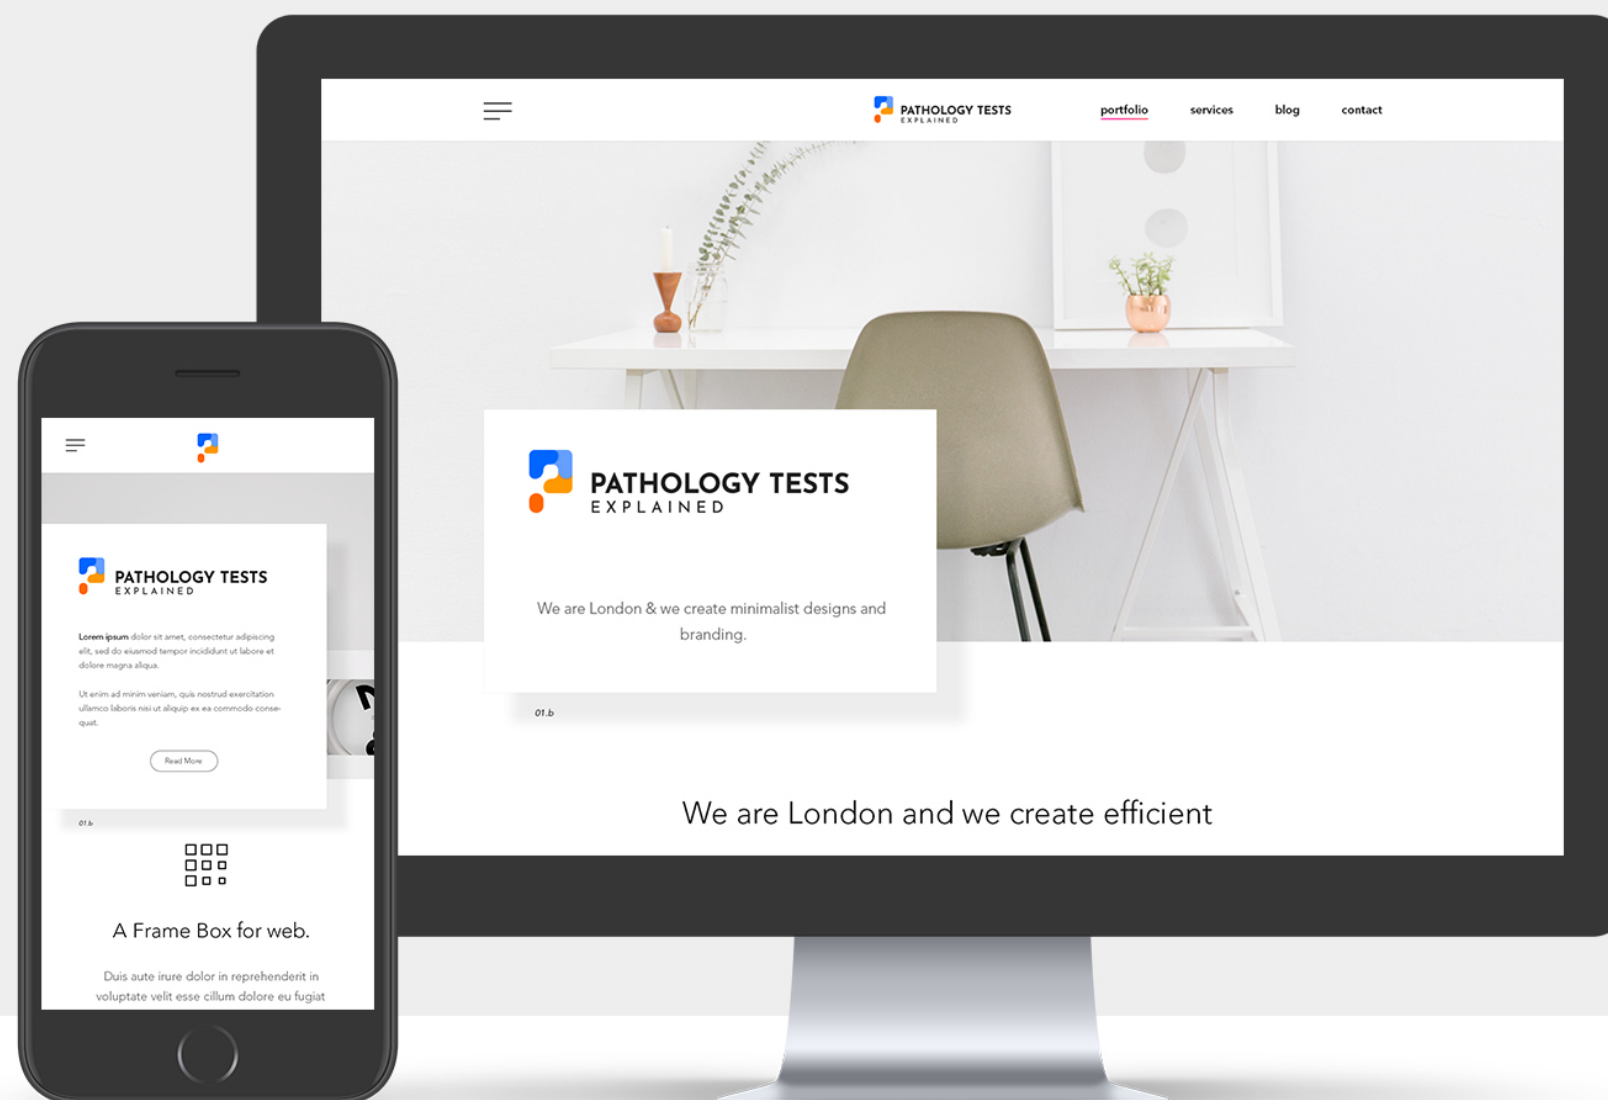 PATHOLOGY TESTS
EXPLAINED
portfolio
services
blog
contact
PATHOLOGY TESTS
EXPLAINED
We are London & we create minimalist designs and
branding.
01.b
We are London and we create efficient
PATHOLOGY TESTS
EXPLAINED
Lorem ipsum dolor sit amet, consectetur adipiscing
elit, sed do eiusmod tempor incididunt ut labore et
dolore magna aliqua.
Ut enim ad minim veniam, quis nostrud exercitation
ullamco laboris nisi ut aliquip ex ea commodo conse-
quat.
Read More
01.b
A Frame Box for web.
Duis aute irure dolor in reprehenderit in
voluptate velit esse cillum dolore eu fugiat